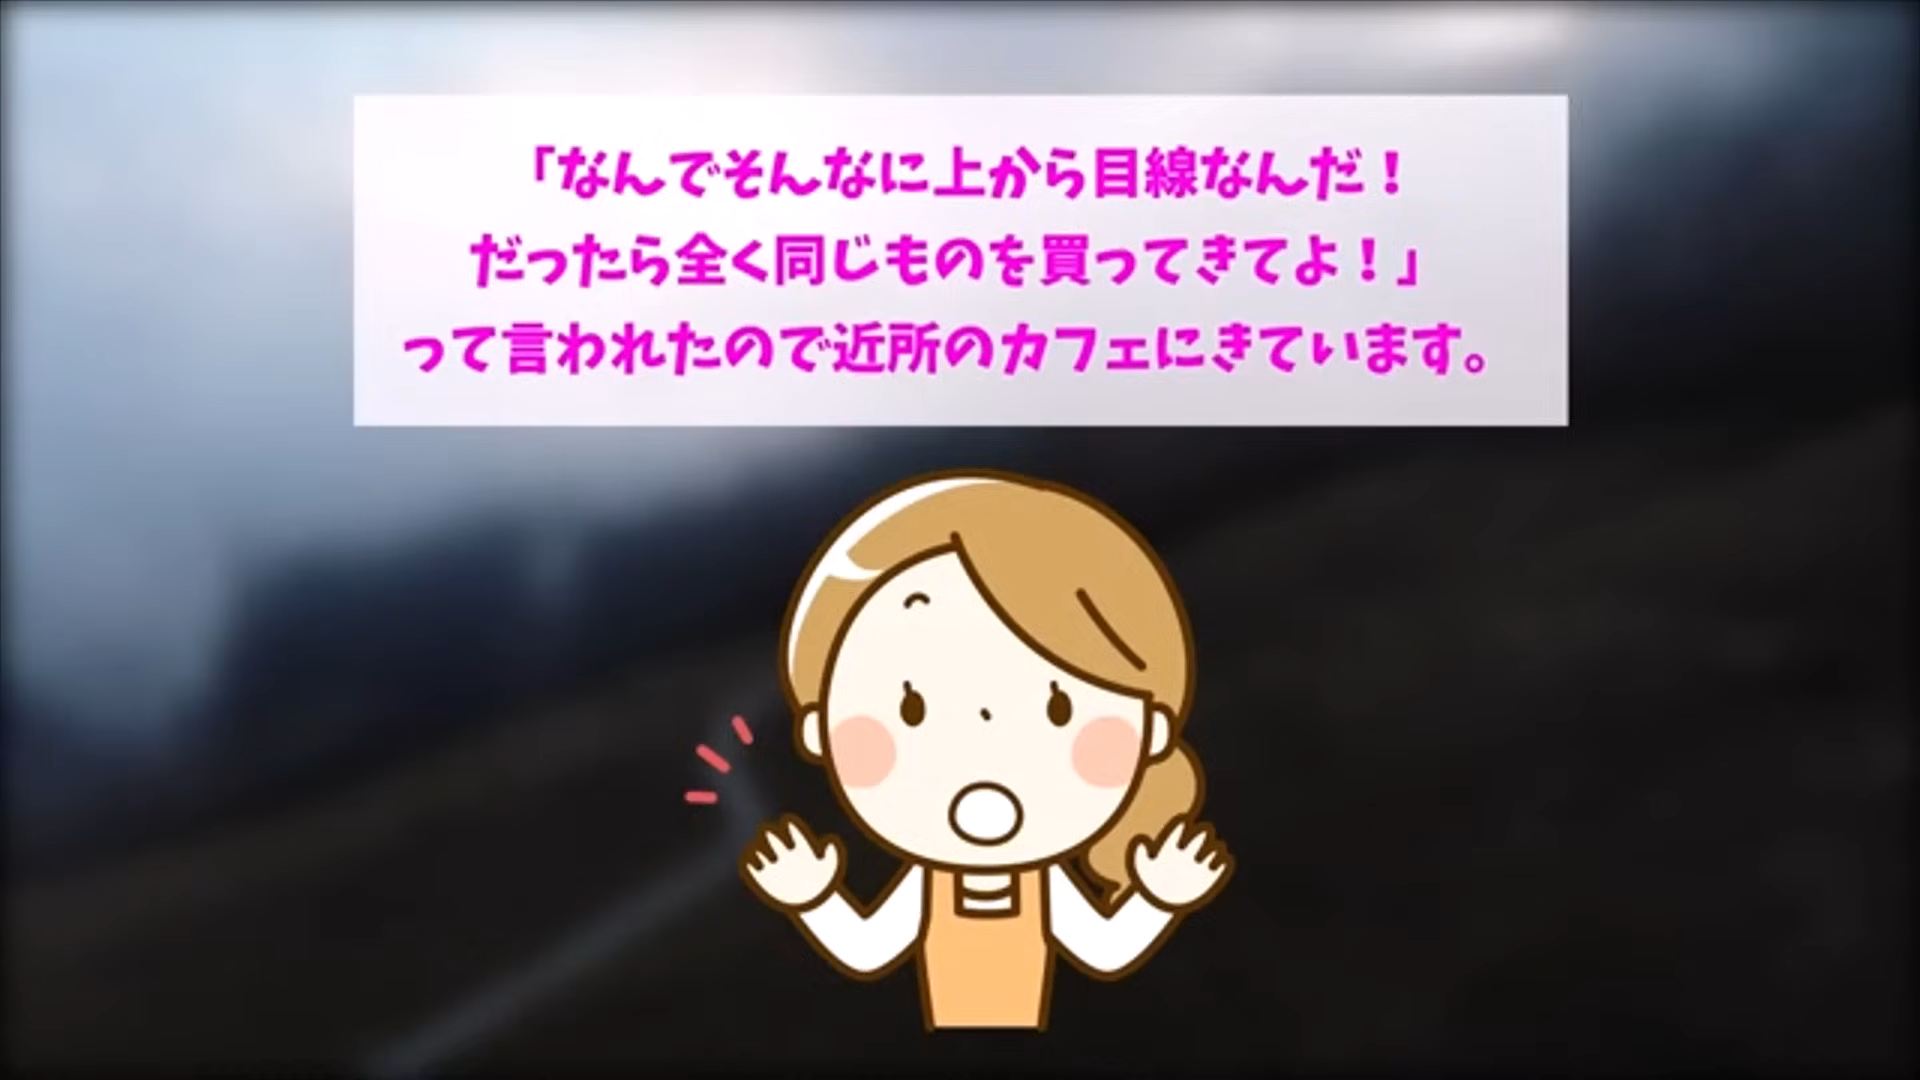 「なんでそんなに上から目線なんだ！
だったら全く同じものを買ってきてよ！」
って言われたので近所のカフェにきています。